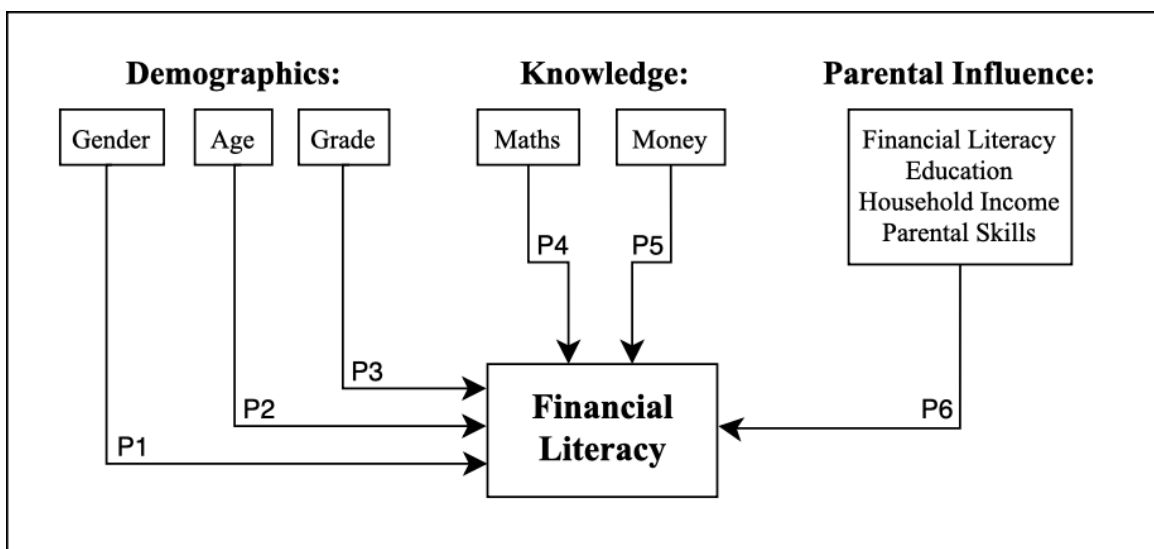 Demographics:
Knowledge:
Parental Influence:
Gender
Age
Grade
Maths
Money
Financial Literacy
Education
Household Income
Parental Skills
P4
P5
P3
P2
P1
P6
Financial
Literacy